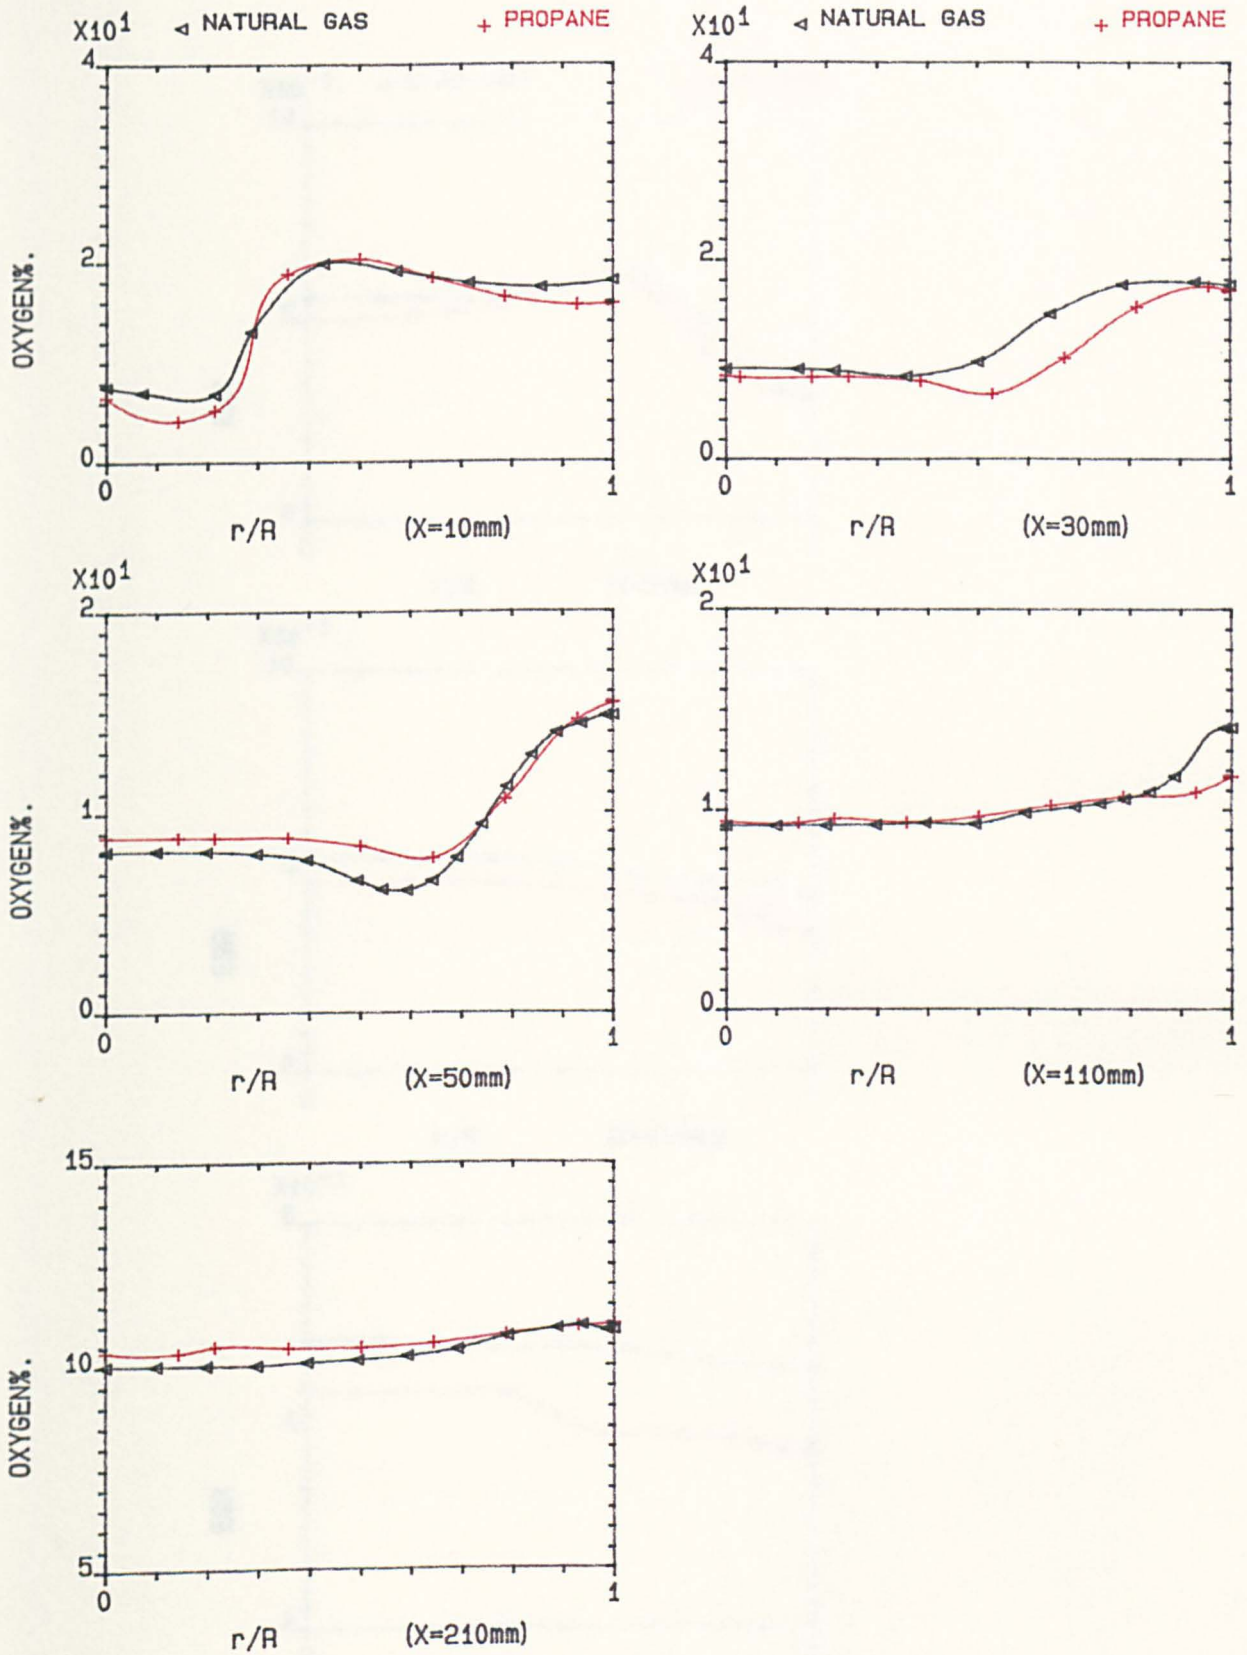 X10¹ NATURAL GAS + PROPANE
4
2
0
OXYGEN%.
0 1
r/R (X=10mm)
X10¹ NATURAL GAS + PROPANE
4
2
0
0 1
r/R (X=30mm)
X10¹
2
1
0
OXYGEN%.
0 1
r/R (X=50mm)
X10¹
2
1
0
0 1
r/R (X=110mm)
15
10
5
OXYGEN%.
0 1
r/R (X=210mm)